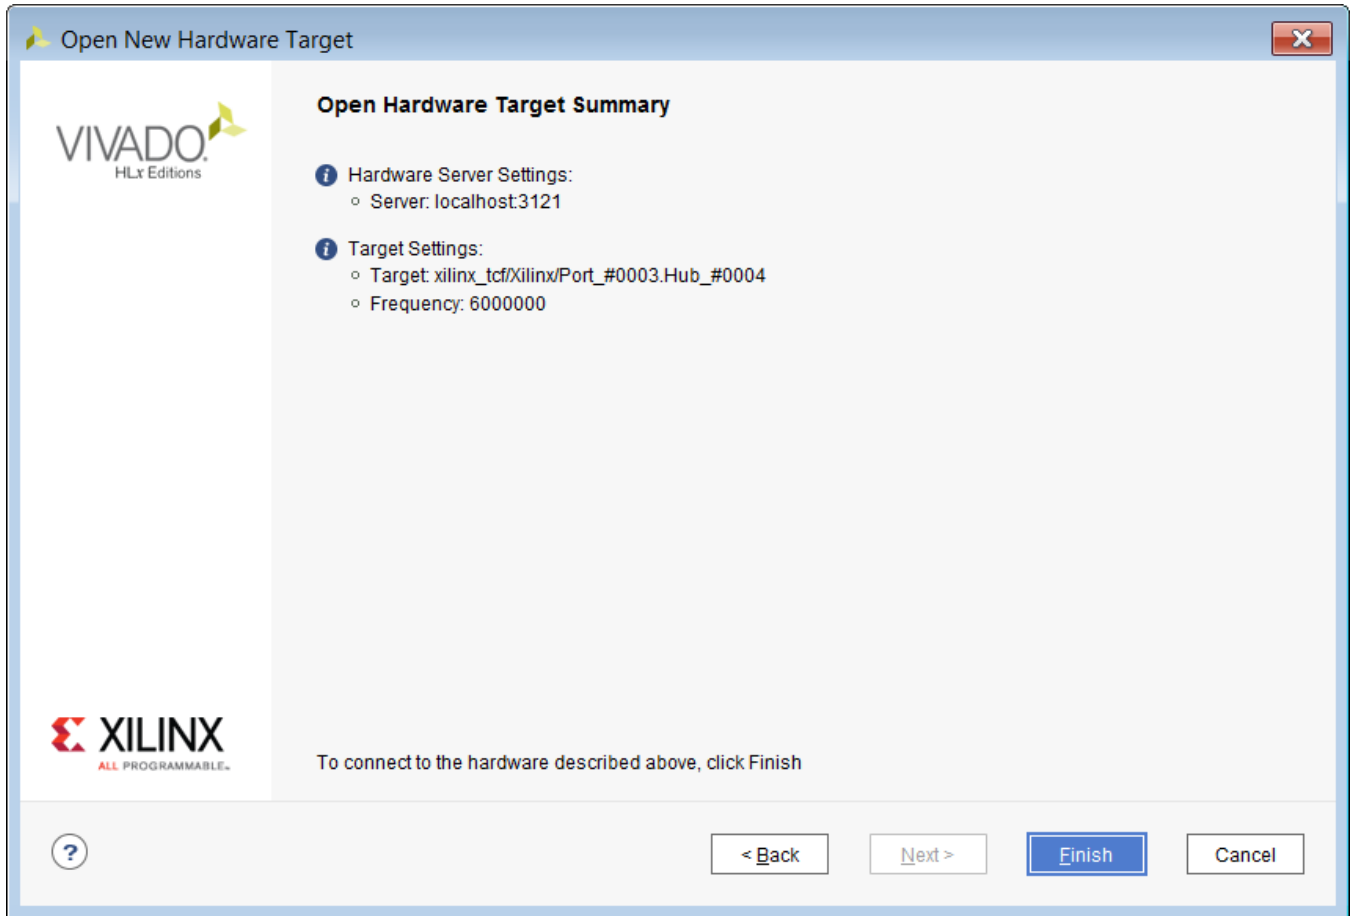 Open New Hardware Target
VIVADO.
HLx Editions
Open Hardware Target Summary
Hardware Server Settings:
Server: localhost:3121
Target Settings:
Target: xilinx_tcf/Xilinx/Port_#0003.Hub_#0004
Frequency: 6000000
XILINX
ALL PROGRAMMABLE™
To connect to the hardware described above, click Finish
?
< Back
Next >
Finish
Cancel